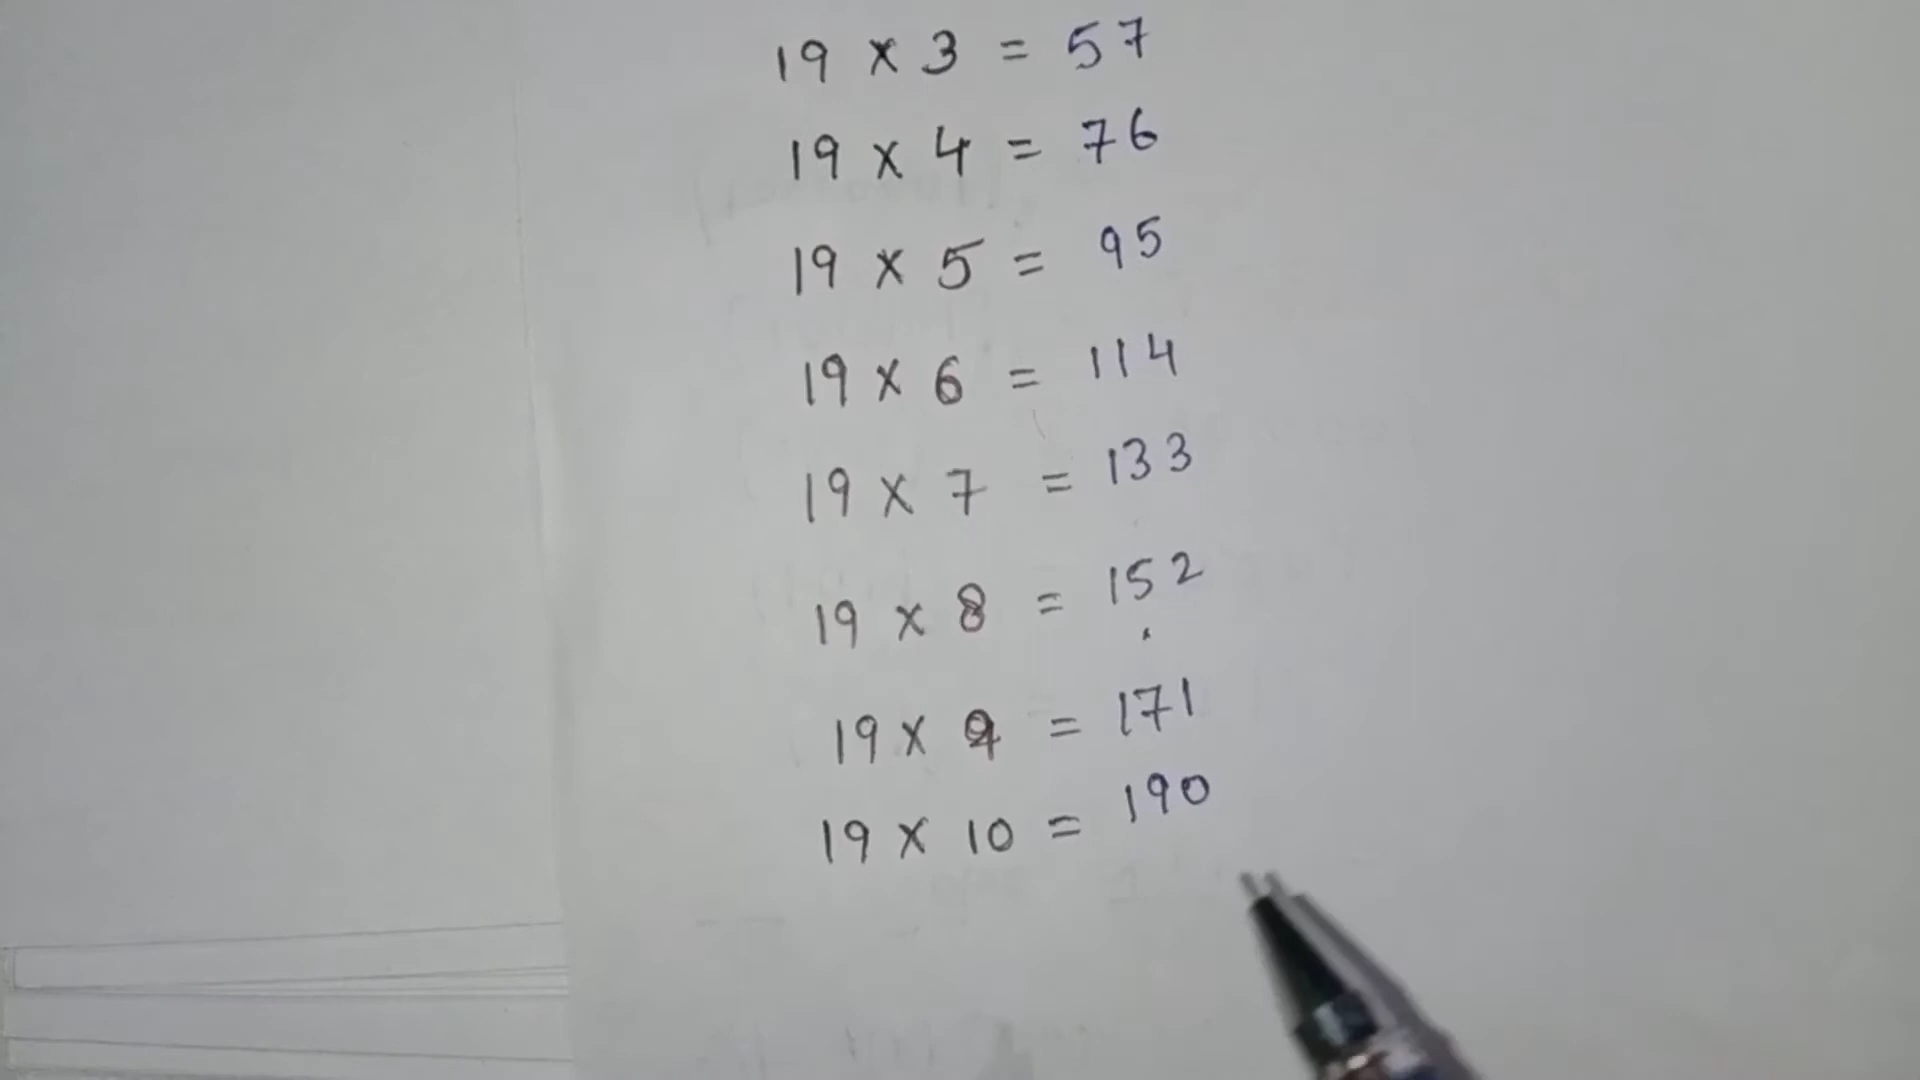 19 x 3 = 57
19 x 4 = 76
19 x 5 = 95
19 x 6 = 114
19 x 7 = 133
19 x 8 = 152
19 x 9 = 171
19 x 10 = 190